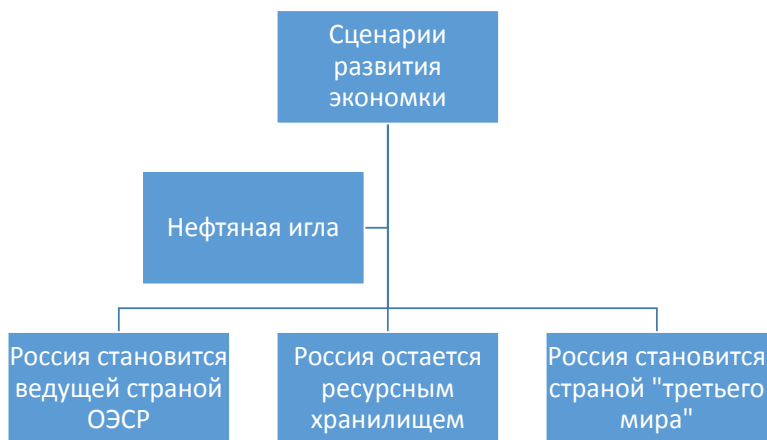 Сценарии
развития
экономки
Нефтяная игла
Россия становится
ведущей страной
ОЭСР
Россия остается
ресурсным
хранилищем
Россия становится
страной "третьего
мира"